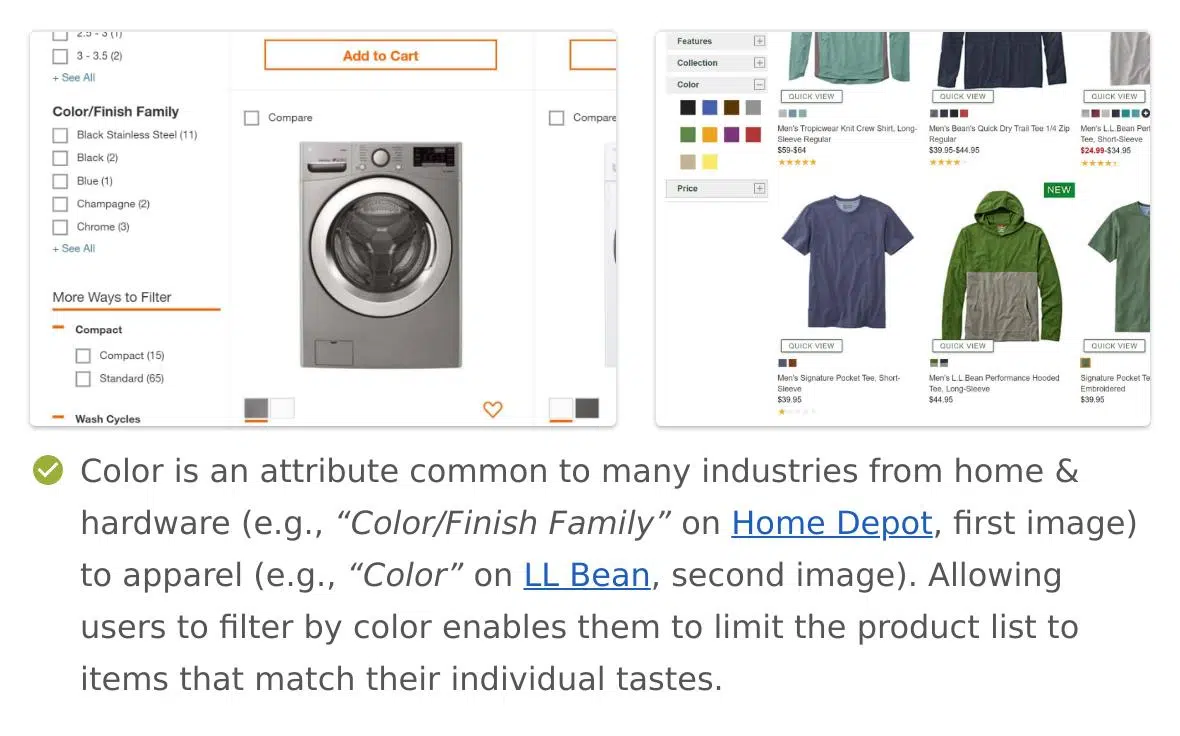 2.5 - 3 (1)
3 - 3.5 (2)
+ See All
Color/Finish Family
Black Stainless Steel (11)
Black (2)
Blue (1)
Champagne (2)
Chrome (3)
+ See All
More Ways to Filter
Compact
Compact (15)
Standard (65)
Wash Cycles
Add to Cart
Compare
Compare
Features
Collection
Color
Price
QUICK VIEW
QUICK VIEW
QUICK VIEW
Men's Tropicwear Knit Crew Shirt, Long-
Sleeve Regular
$59-$64
Men's Bean's Quick Dry Trail Tee 1/4 Zip
Regular
$39.95-$44.95
Men's L.L.Bean Per
Tee, Short-Sleeve
$24.99-$34.95
NEW
QUICK VIEW
QUICK VIEW
QUICK VIEW
Men's Signature Pocket Tee, Short-
Sleeve
$39.95
Men's L.L.Bean Performance Hooded
Tee, Long-Sleeve
$44.95
Signature Pocket Te
Embroidered
$39.95
Color is an attribute common to many industries from home &
hardware (e.g., “Color/Finish Family” on Home Depot, first image)
to apparel (e.g., “Color” on LL Bean, second image). Allowing
users to filter by color enables them to limit the product list to
items that match their individual tastes.